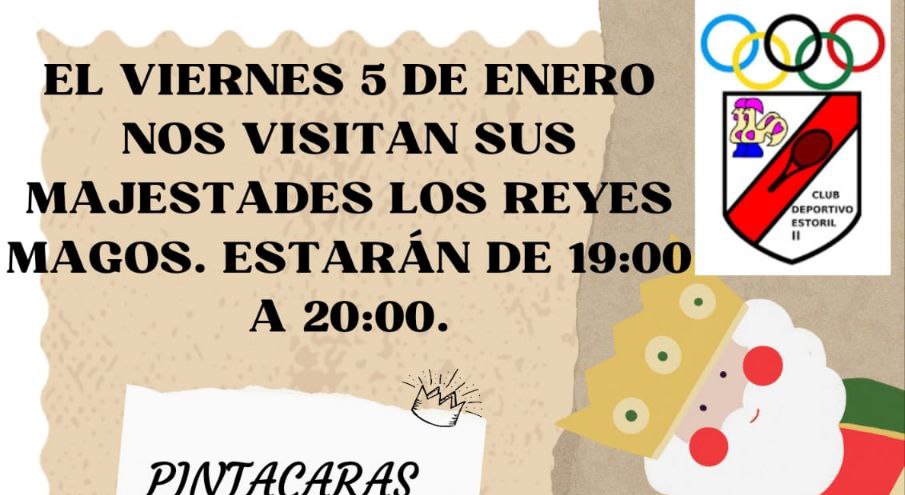 EL VIERNES 5 DE ENERO
NOS VISITAN SUS
MAJESTADES LOS REYES
MAGOS. ESTARÁN DE 19:00
A 20:00.
CLUB
DEPORTIVO
ESTORIL
II
PINTACARAS